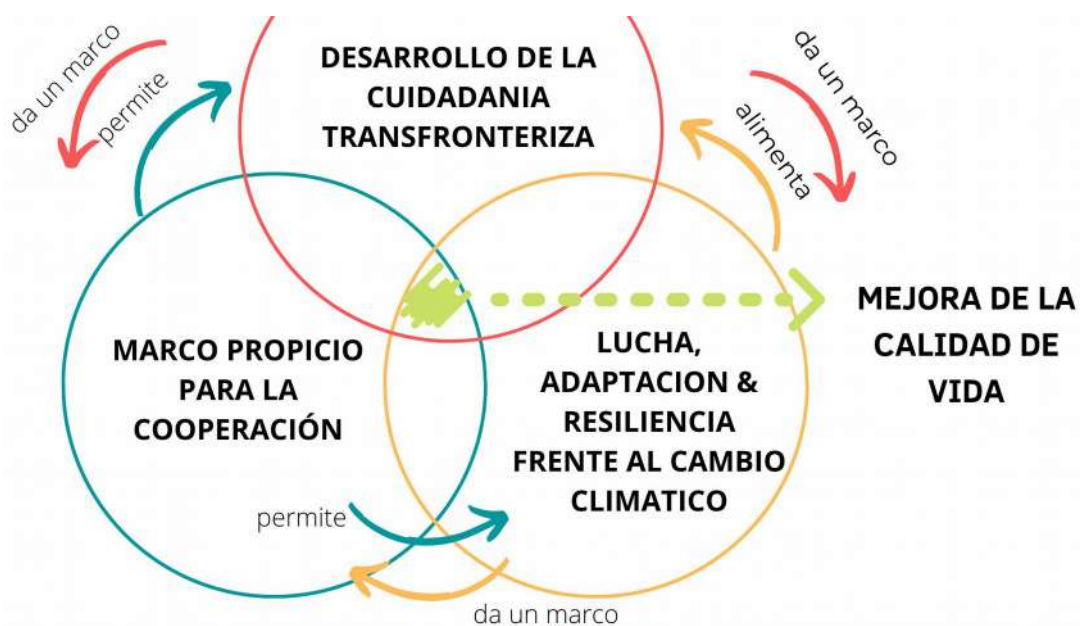 da un marco
permite
DESARROLLO DE LA
CUIDADANIA
TRANSFRONTERIZA
da un marco
alimenta
MARCO PROPICIO
PARA LA
COOPERACIÓN
LUCHA,
ADAPTACION &
RESILIENCIA
FRENTE AL CAMBIO
CLIMATICO
MEJORA DE LA
CALIDAD DE
VIDA
permite
da un marco